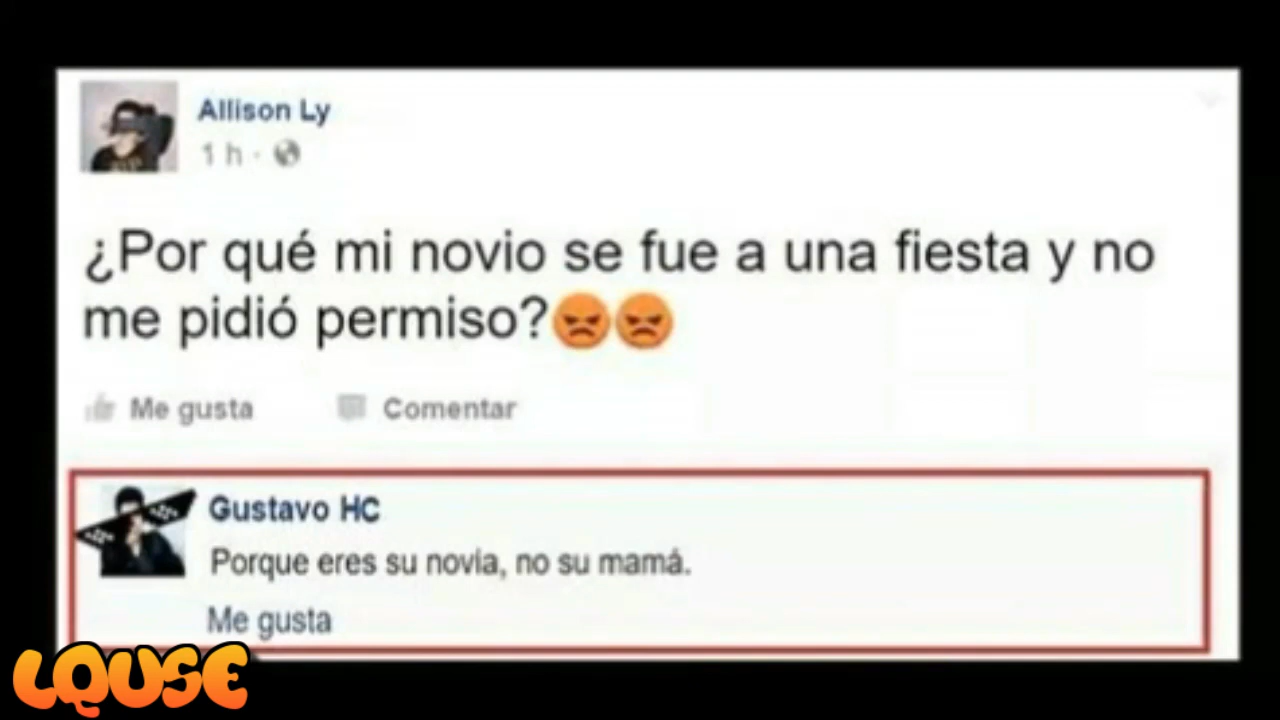 Allison Ly
1 h ·
¿Por qué mi novio se fue a una fiesta y no
me pidió permiso?😡😡
Me gusta Comentar
Gustavo HC
Porque eres su novia, no su mamá.
Me gusta
LQUSE